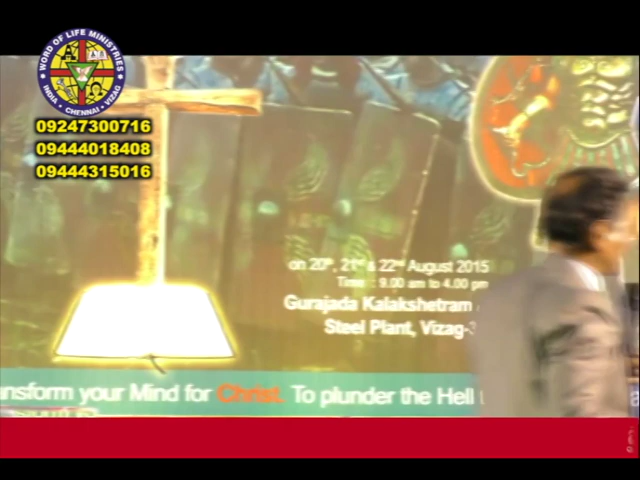 WORD OF LIFE MINISTRIES
INDIA • CHENNAI • VIZAG
09247300716
09444018408
09444315016
on 20th, 21st & 22nd August 2015
Time : 9.00 am to 4.00 pm
Gurajada Kalakshetram
Steel Plant, Vizag-
nsform your Mind for Christ. To plunder the Hell